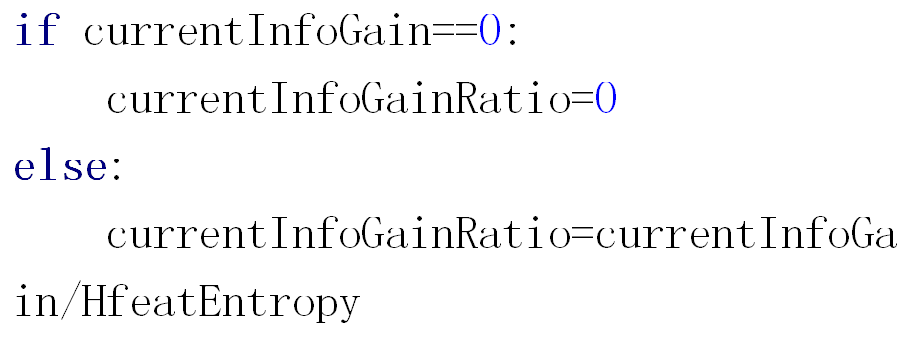 if currentInfoGain==0:
    currentInfoGainRatio=0
else:
    currentInfoGainRatio=currentInfoGa
in/HfeatEntropy